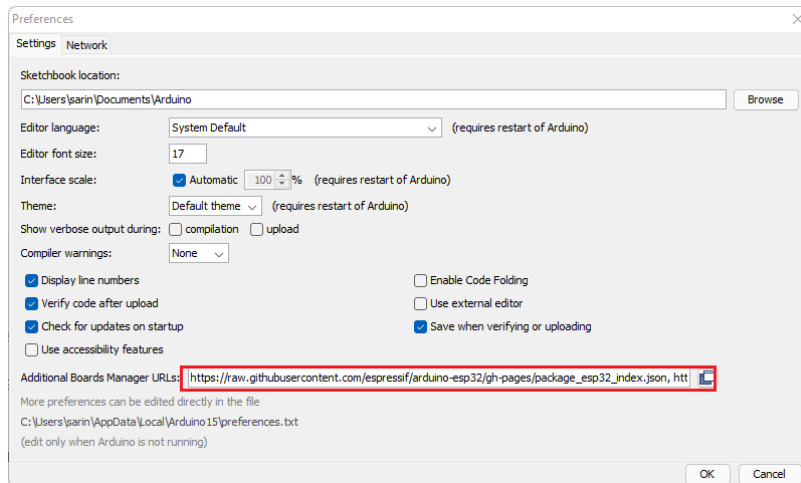 Preferences
Settings Network
Sketchbook location:
C:\Users\sarin\Documents\Arduino Browse
Editor language: System Default (requires restart of Arduino)
Editor font size: 17
Interface scale: Automatic 100 % (requires restart of Arduino)
Theme: Default theme (requires restart of Arduino)
Show verbose output during: compilation upload
Compiler warnings: None
Display line numbers Enable Code Folding
Verify code after upload Use external editor
Check for updates on startup Save when verifying or uploading
Use accessibility features
Additional Boards Manager URLs: https://raw.githubusercontent.com/espressif/arduino-esp32/gh-pages/package_esp32_index.json, htt
More preferences can be edited directly in the file
C:\Users\sarin\AppData\Local\Arduino15\preferences.txt
(edit only when Arduino is not running)
OK Cancel